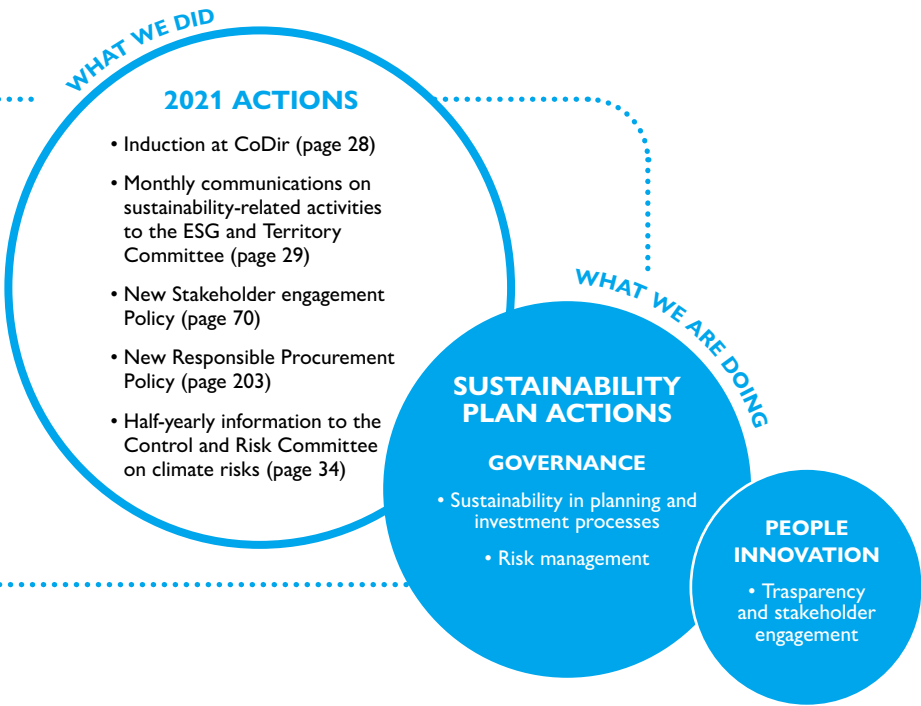 WHAT WE DID
2021 ACTIONS
• Induction at CoDir (page 28)
• Monthly communications on
sustainability-related activities
to the ESG and Territory
Committee (page 29)
• New Stakeholder engagement
Policy (page 70)
• New Responsible Procurement
Policy (page 203)
• Half-yearly information to the
Control and Risk Committee
on climate risks (page 34)
WHAT WE ARE DOING
SUSTAINABILITY
PLAN ACTIONS
GOVERNANCE
• Sustainability in planning and
investment processes
• Risk management
PEOPLE
INNOVATION
• Trasparency
and stakeholder
engagement